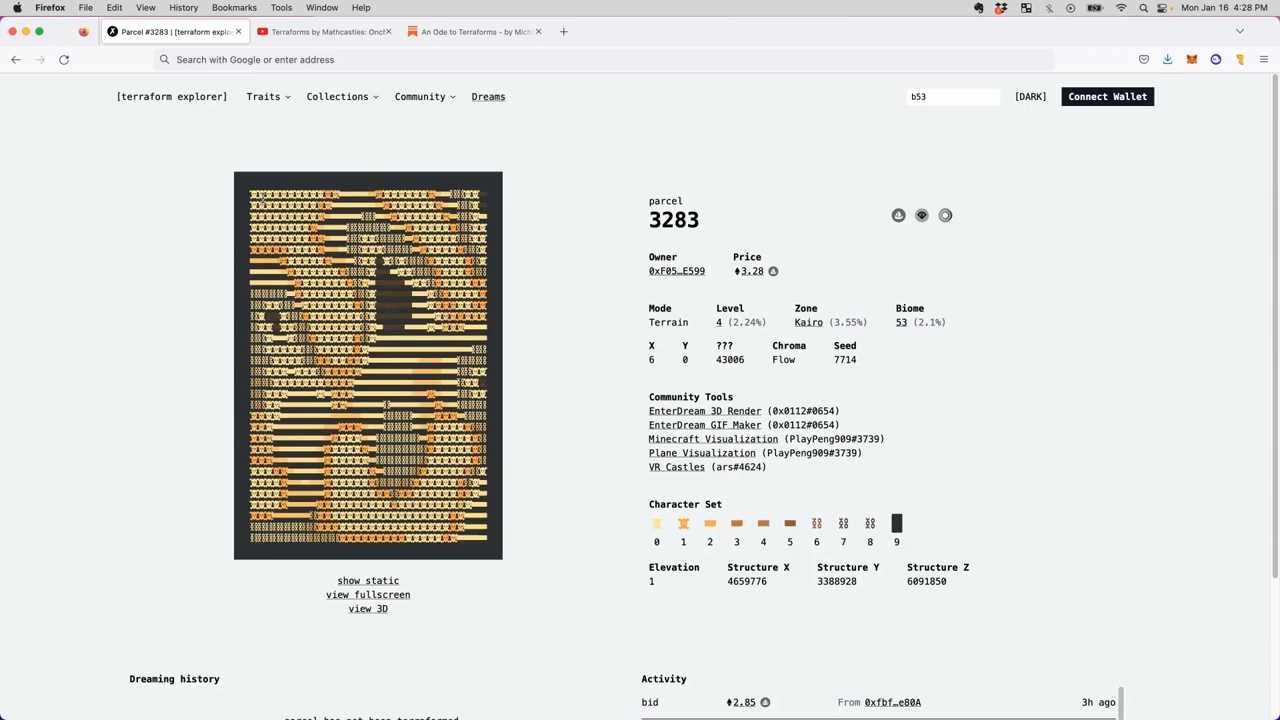 Firefox File Edit View History Bookmarks Tools Window Help Mon Jan 16 4:28 PM
Parcel #3283 | [terraform explo Terraforms by Mathcastles: Onch An Ode to Terraforms - by Mich
Search with Google or enter address
[terraform explorer] Traits Collections Community Dreams b53 [DARK] Connect Wallet
parcel
3283
Owner Price
0xF05…E599 3.28
Mode Level Zone Biome
Terrain 4 (2.24%) Kairo (3.55%) 53 (2.1%)
X Y ??? Chroma Seed
6 0 43006 Flow 7714
Community Tools
EnterDream 3D Render (0x0112#0654)
EnterDream GIF Maker (0x0112#0654)
Minecraft Visualization (PlayPeng909#3739)
Plane Visualization (PlayPeng909#3739)
VR Castles (ars#4624)
Character Set
0 1 2 3 4 5 6 7 8 9
Elevation Structure X Structure Y Structure Z
1 4659776 3388928 6091850
show static
view fullscreen
view 3D
Dreaming history
parcel has not been terraformed
Activity
bid 2.85 From 0xfbf…e80A 3h ago